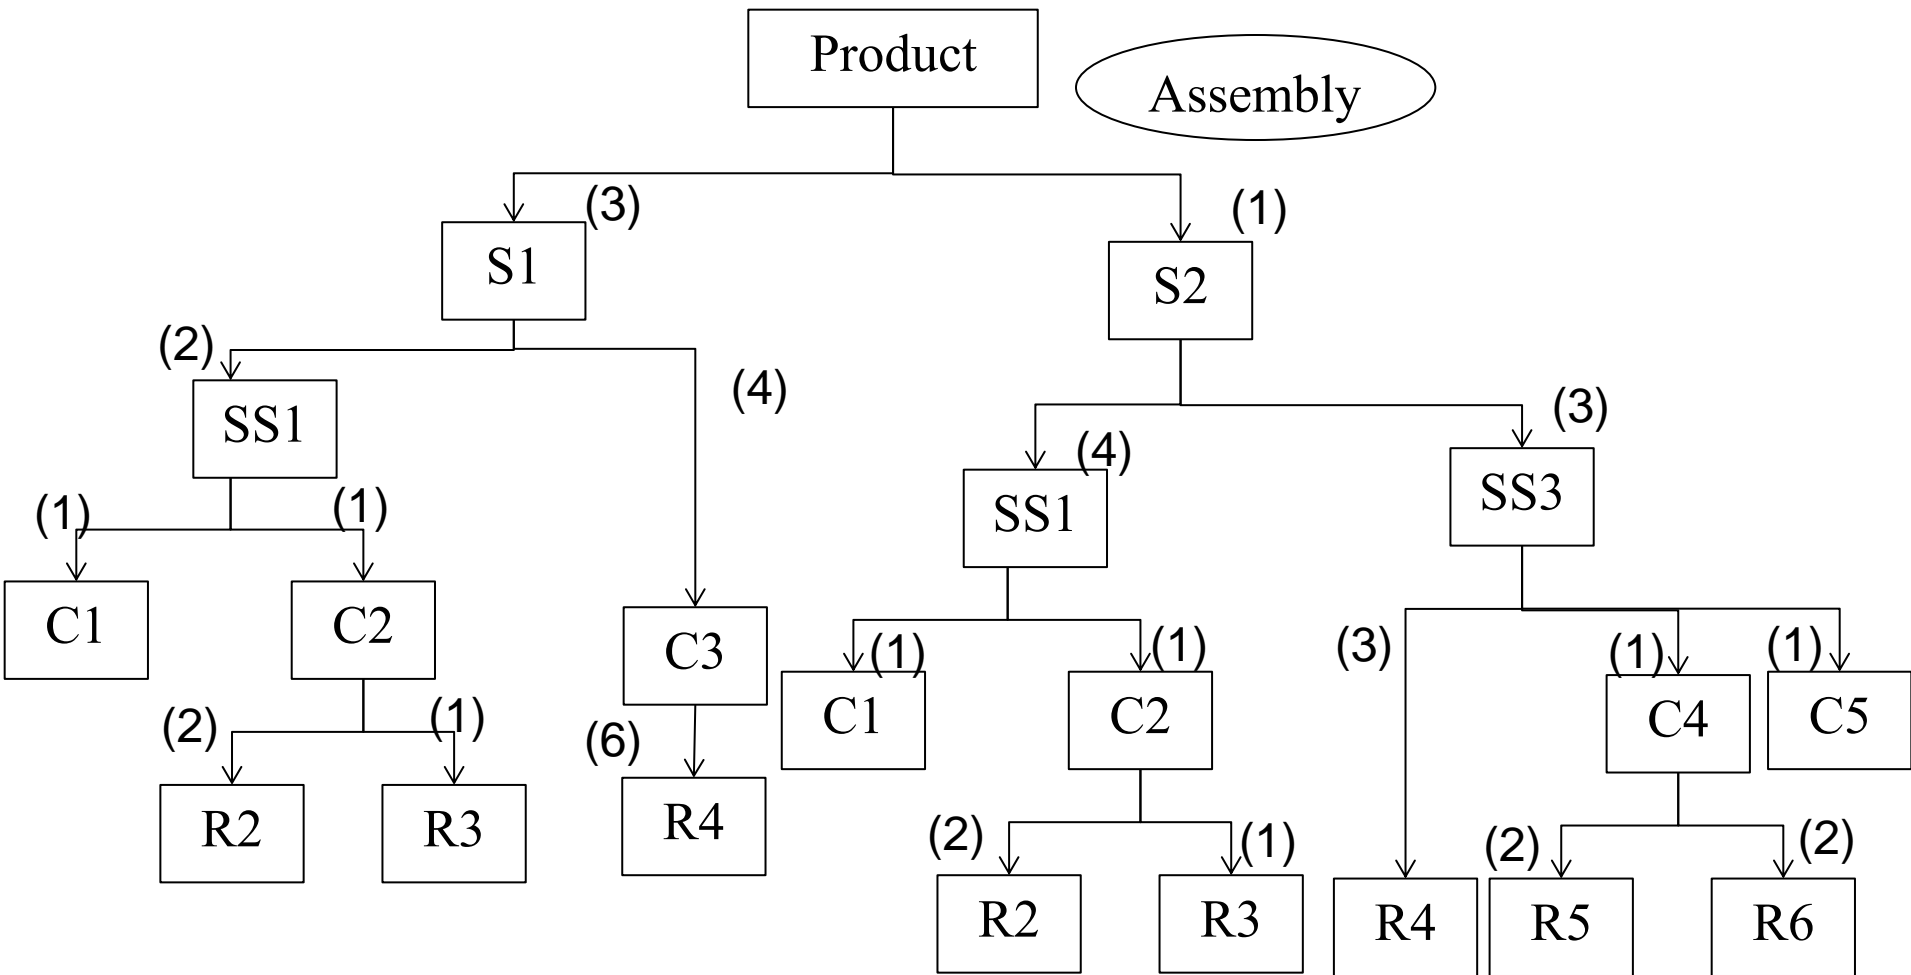 Product
Assembly
(3)
(1)
S1
S2
(2)
(4)
(3)
SS1
(4)
SS3
SS1
(1)
(1)
C1
C2
C3
(1)
(1)
(3)
(1)
(1)
C1
C2
C4
C5
(2)
(1)
(6)
R2
R3
R4
(2)
(1)
(2)
(2)
R2
R3
R4
R5
R6